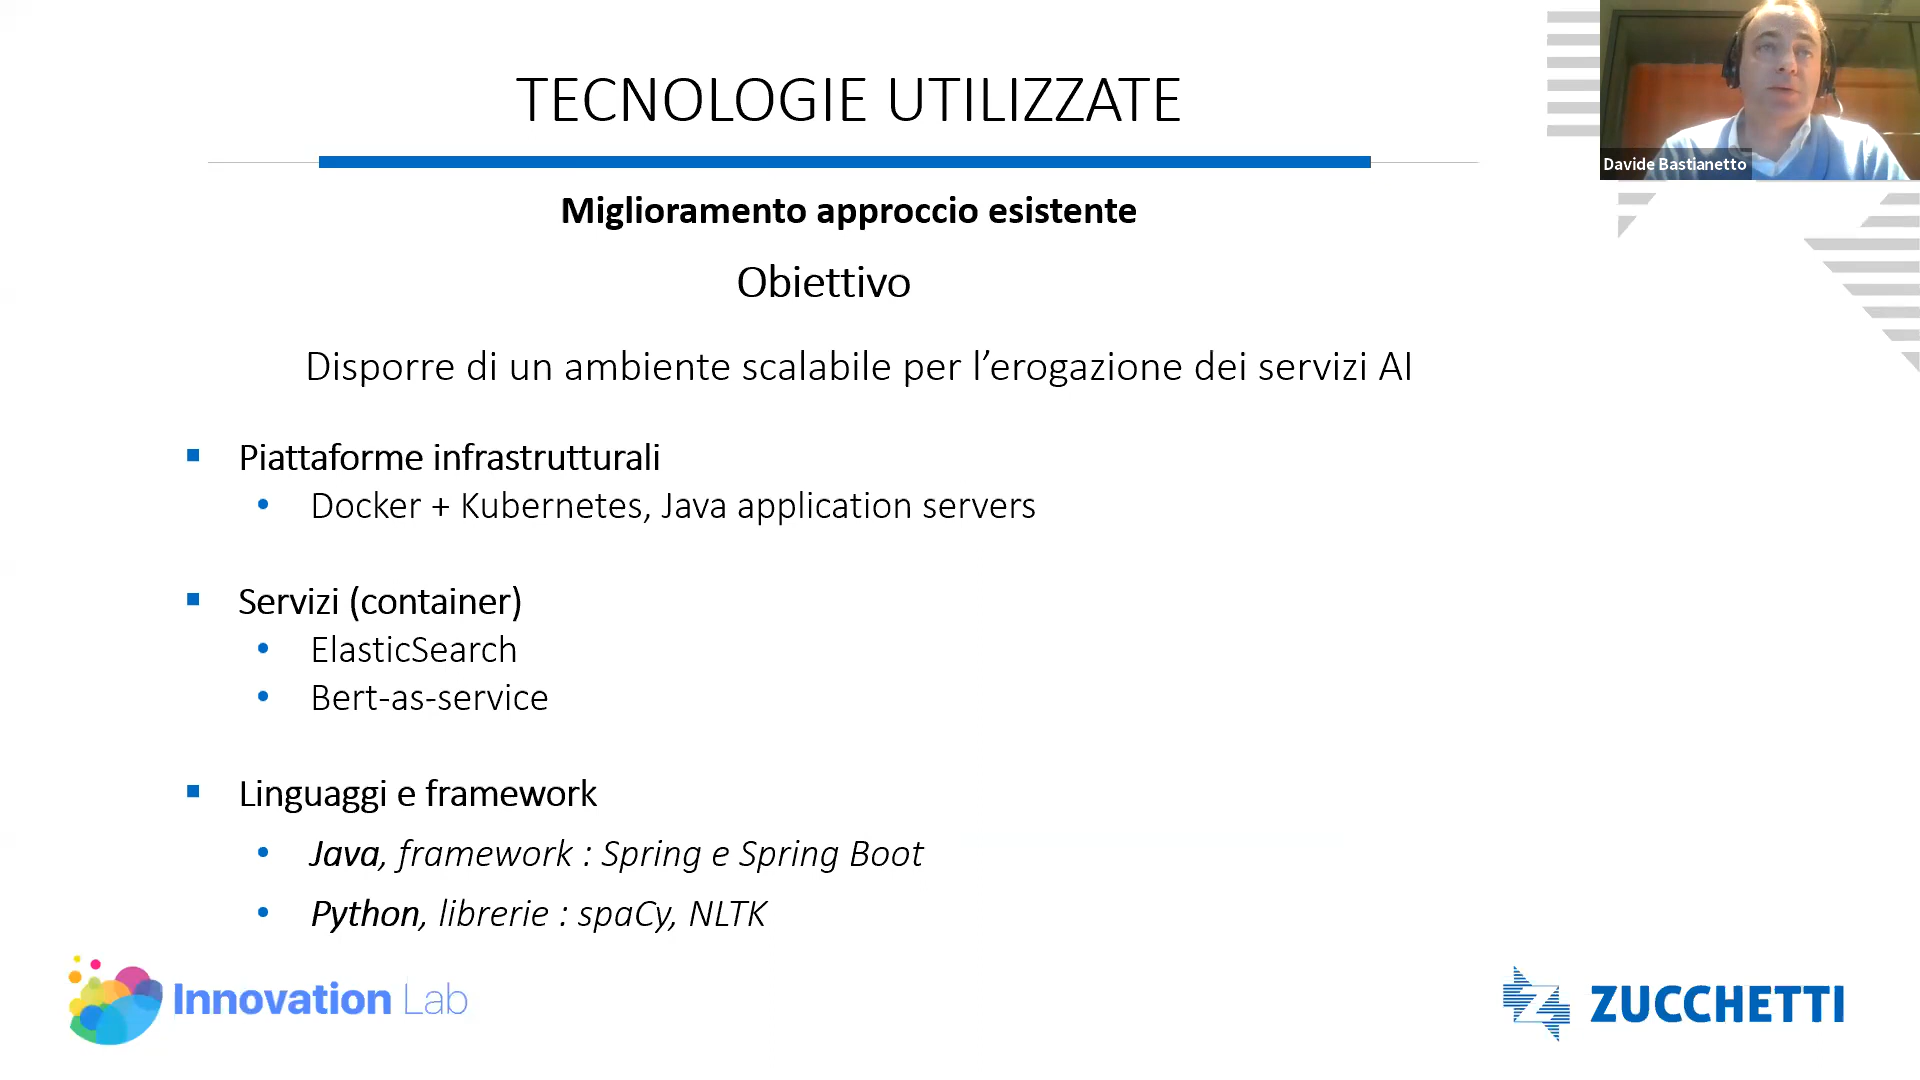 TECNOLOGIE UTILIZZATE
Davide Bastianetto
Miglioramento approccio esistente
Obiettivo
Disporre di un ambiente scalabile per l’erogazione dei servizi AI
▪ Piattaforme infrastrutturali
• Docker + Kubernetes, Java application servers
▪ Servizi (container)
• ElasticSearch
• Bert-as-service
▪ Linguaggi e framework
• Java, framework : Spring e Spring Boot
• Python, librerie : spaCy, NLTK
Innovation Lab
ZUCCHETTI